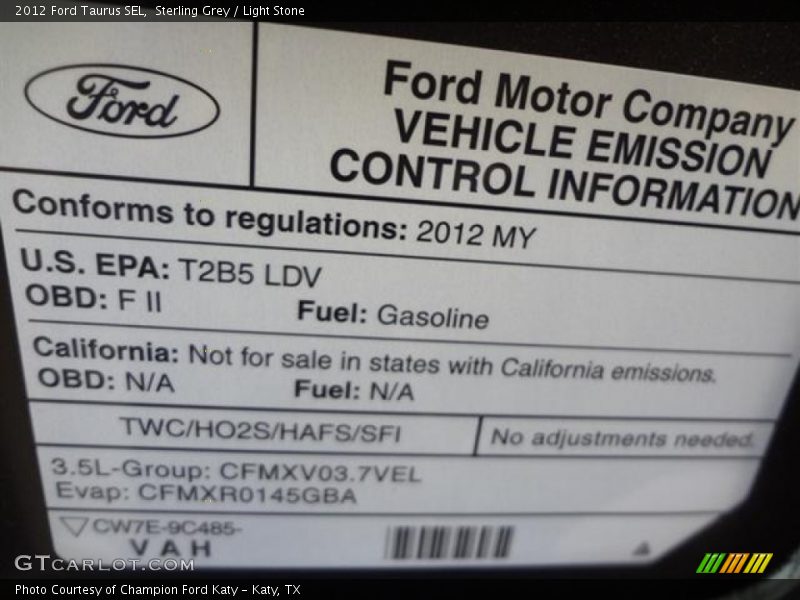 2012 Ford Taurus SEL,  Sterling Grey / Light Stone
Ford
Ford Motor Company
VEHICLE EMISSION
CONTROL INFORMATION
Conforms to regulations: 2012 MY
U.S. EPA: T2B5 LDV
OBD: F II Fuel: Gasoline
California: Not for sale in states with California emissions.
OBD: N/A Fuel: N/A
TWC/HO2S/HAFS/SFI No adjustments needed.
3.5L-Group: CFMXV03.7VEL
Evap: CFMXR0145GBA
CW7E-9C485-
VAH
GTCARLOT.COM
Photo Courtesy of Champion Ford Katy - Katy, TX